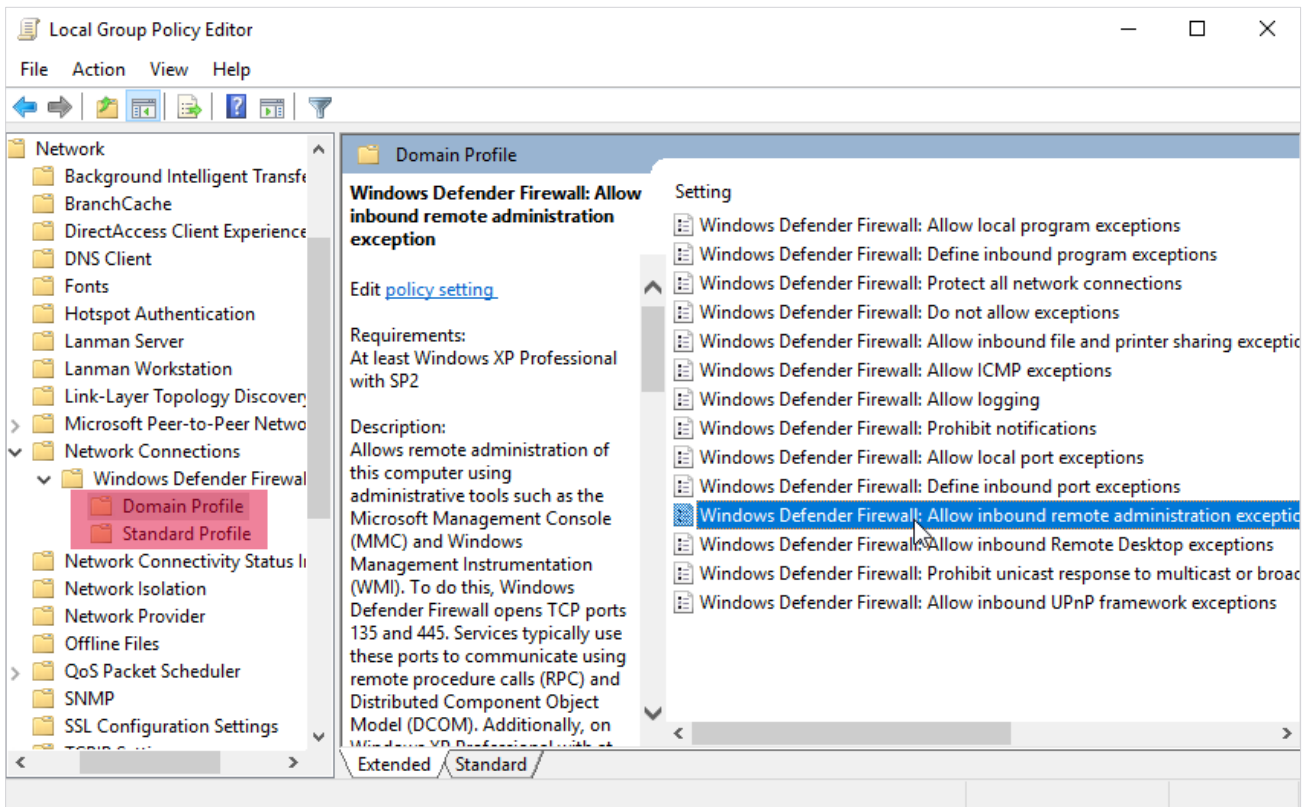 Local Group Policy Editor
File Action View Help
Network
Background Intelligent Transfe
BranchCache
DirectAccess Client Experience
DNS Client
Fonts
Hotspot Authentication
Lanman Server
Lanman Workstation
Link-Layer Topology Discover
Microsoft Peer-to-Peer Netwo
Network Connections
Windows Defender Firewal
Domain Profile
Standard Profile
Network Connectivity Status I
Network Isolation
Network Provider
Offline Files
QoS Packet Scheduler
SNMP
SSL Configuration Settings
Domain Profile
Windows Defender Firewall: Allow
inbound remote administration
exception
Edit policy setting
Requirements:
At least Windows XP Professional
with SP2
Description:
Allows remote administration of
this computer using
administrative tools such as the
Microsoft Management Console
(MMC) and Windows
Management Instrumentation
(WMI). To do this, Windows
Defender Firewall opens TCP ports
135 and 445. Services typically use
these ports to communicate using
remote procedure calls (RPC) and
Distributed Component Object
Model (DCOM). Additionally, on
Windows XP Professional with at
Setting
Windows Defender Firewall: Allow local program exceptions
Windows Defender Firewall: Define inbound program exceptions
Windows Defender Firewall: Protect all network connections
Windows Defender Firewall: Do not allow exceptions
Windows Defender Firewall: Allow inbound file and printer sharing exceptic
Windows Defender Firewall: Allow ICMP exceptions
Windows Defender Firewall: Allow logging
Windows Defender Firewall: Prohibit notifications
Windows Defender Firewall: Allow local port exceptions
Windows Defender Firewall: Define inbound port exceptions
Windows Defender Firewall: Allow inbound remote administration exceptic
Windows Defender Firewall: Allow inbound Remote Desktop exceptions
Windows Defender Firewall: Prohibit unicast response to multicast or broac
Windows Defender Firewall: Allow inbound UPnP framework exceptions
Extended Standard